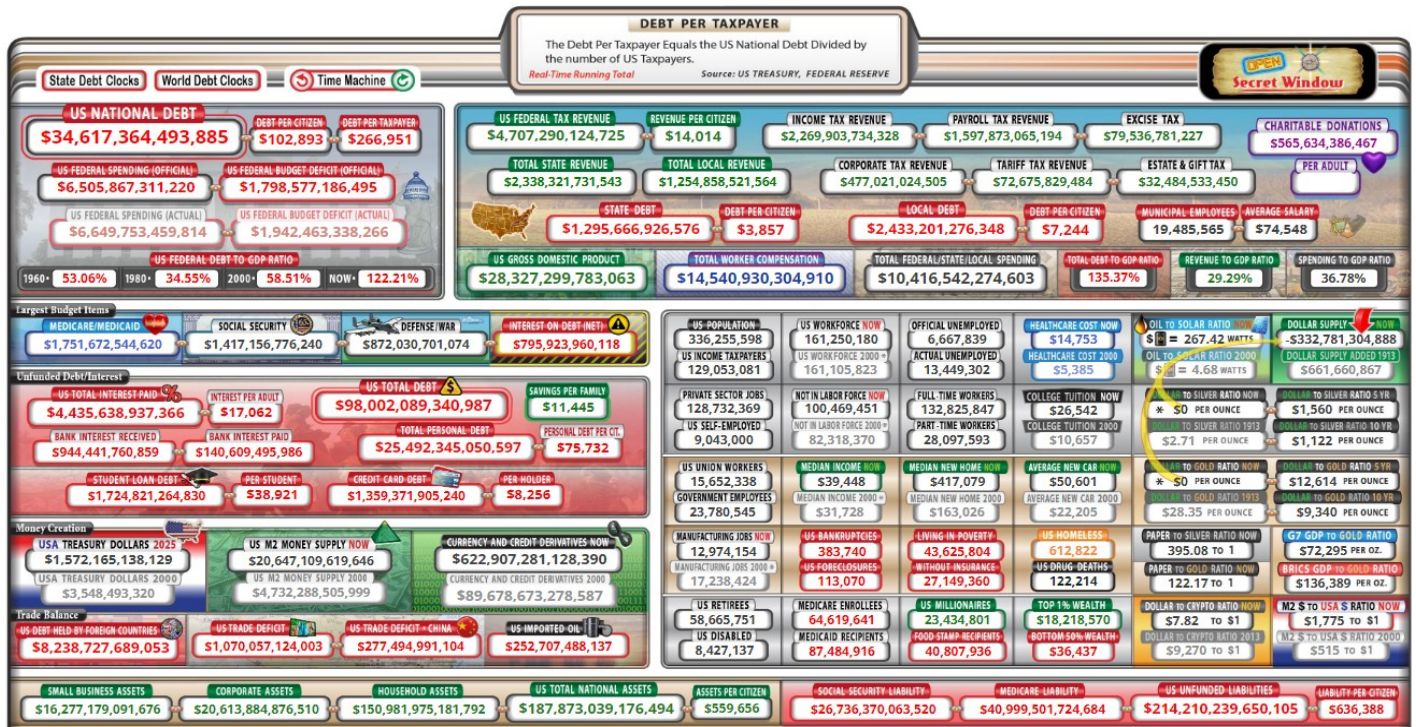 DEBT PER TAXPAYER
The Debt Per Taxpayer Equals the US National Debt Divided by
the number of US Taxpayers.
Real-Time Running Total Source: US TREASURY, FEDERAL RESERVE
State Debt Clocks World Debt Clocks Time Machine
OPEN
Secret Window
US NATIONAL DEBT
$34,617,364,493,885
DEBT PER CITIZEN
$102,893
DEBT PER TAXPAYER
$266,951
US FEDERAL SPENDING (OFFICIAL)
$6,505,867,311,220
US FEDERAL BUDGET DEFICIT (OFFICIAL)
$1,798,577,186,495
US FEDERAL SPENDING (ACTUAL)
$6,649,753,459,814
US FEDERAL BUDGET DEFICIT (ACTUAL)
$1,942,463,338,266
US FEDERAL DEBT TO GDP RATIO
1960• 53.06% 1980• 34.55% 2000• 58.51% NOW• 122.21%
US FEDERAL TAX REVENUE
$4,707,290,124,725
REVENUE PER CITIZEN
$14,014
INCOME TAX REVENUE
$2,269,903,734,328
PAYROLL TAX REVENUE
$1,597,873,065,194
EXCISE TAX
$79,536,781,227
CHARITABLE DONATIONS
$565,634,386,467
TOTAL STATE REVENUE
$2,338,321,731,543
TOTAL LOCAL REVENUE
$1,254,858,521,564
CORPORATE TAX REVENUE
$477,021,024,505
TARIFF TAX REVENUE
$72,675,829,484
ESTATE & GIFT TAX
$32,484,533,450
PER ADULT
STATE DEBT
$1,295,666,926,576
DEBT PER CITIZEN
$3,857
LOCAL DEBT
$2,433,201,276,348
DEBT PER CITIZEN
$7,244
MUNICIPAL EMPLOYEES
19,485,565
AVERAGE SALARY
$74,548
US GROSS DOMESTIC PRODUCT
$28,327,299,783,063
TOTAL WORKER COMPENSATION
$14,540,930,304,910
TOTAL FEDERAL/STATE/LOCAL SPENDING
$10,416,542,274,603
TOTAL DEBT TO GDP RATIO
135.37%
REVENUE TO GDP RATIO
29.29%
SPENDING TO GDP RATIO
36.78%
Largest Budget Items
MEDICARE/MEDICAID
$1,751,672,544,620
SOCIAL SECURITY
$1,417,156,776,240
DEFENSE/WAR
$872,030,701,074
INTEREST ON DEBT (NET)
$795,923,960,118
Unfunded Debt/Interest
US TOTAL INTEREST PAID
$4,435,638,937,366
INTEREST PER ADULT
$17,062
US TOTAL DEBT
$98,002,089,340,987
SAVINGS PER FAMILY
$11,445
BANK INTEREST RECEIVED
$944,441,760,859
BANK INTEREST PAID
$140,609,495,986
TOTAL PERSONAL DEBT
$25,492,345,050,597
PERSONAL DEBT PER CIT.
$75,732
STUDENT LOAN DEBT
$1,724,821,264,830
PER STUDENT
$38,921
CREDIT CARD DEBT
$1,359,371,905,240
PER HOLDER
$8,256
Money Creation
USA TREASURY DOLLARS 2025
$1,572,165,138,129
USA TREASURY DOLLARS 2000
$3,548,493,320
US M2 MONEY SUPPLY NOW
$20,647,109,619,646
US M2 MONEY SUPPLY 2000
$4,732,288,505,999
CURRENCY AND CREDIT DERIVATIVES NOW
$622,907,281,128,390
CURRENCY AND CREDIT DERIVATIVES 2000
$89,678,673,278,587
Trade Balance
US DEBT HELD BY FOREIGN COUNTRIES
$8,238,727,689,053
US TRADE DEFICIT
$1,070,057,124,003
US TRADE DEFICIT - CHINA
$277,494,991,104
US IMPORTED OIL
$252,707,488,137
US POPULATION
336,255,598
US INCOME TAXPAYERS
129,053,081
US WORKFORCE NOW
161,250,180
US WORKFORCE 2000
161,105,823
OFFICIAL UNEMPLOYED
6,667,839
ACTUAL UNEMPLOYED
13,449,302
HEALTHCARE COST NOW
$14,753
HEALTHCARE COST 2000
$5,385
OIL TO SOLAR RATIO NOW
$ = 267.42 WATTS
OIL TO SOLAR RATIO 2000
$ = 4.68 WATTS
DOLLAR SUPPLY NOW
-$332,781,304,888
DOLLAR SUPPLY ADDED 1913
$661,660,867
PRIVATE SECTOR JOBS
128,732,369
US SELF-EMPLOYED
9,043,000
NOT IN LABOR FORCE NOW
100,469,451
NOT IN LABOR FORCE 2000
82,318,370
FULL-TIME WORKERS
132,825,847
PART-TIME WORKERS
28,097,593
COLLEGE TUITION NOW
$26,542
COLLEGE TUITION 2000
$10,657
DOLLAR TO SILVER RATIO NOW
* $0 PER OUNCE
DOLLAR TO SILVER RATIO 1913
$2.71 PER OUNCE
DOLLAR TO SILVER RATIO 5 YR
$1,560 PER OUNCE
DOLLAR TO SILVER RATIO 10 YR
$1,122 PER OUNCE
US UNION WORKERS
15,652,338
GOVERNMENT EMPLOYEES
23,780,545
MEDIAN INCOME NOW
$39,448
MEDIAN INCOME 2000
$31,728
MEDIAN NEW HOME NOW
$417,079
MEDIAN NEW HOME 2000
$163,026
AVERAGE NEW CAR NOW
$50,601
AVERAGE NEW CAR 2000
$22,205
DOLLAR TO GOLD RATIO NOW
* $0 PER OUNCE
DOLLAR TO GOLD RATIO 1913
$28.35 PER OUNCE
DOLLAR TO GOLD RATIO 5 YR
$12,614 PER OUNCE
DOLLAR TO GOLD RATIO 10 YR
$9,340 PER OUNCE
MANUFACTURING JOBS NOW
12,974,154
MANUFACTURING JOBS 2000
17,238,424
US BANKRUPTCIES
383,740
US FORECLOSURES
113,070
LIVING IN POVERTY
43,625,804
WITHOUT INSURANCE
27,149,360
US HOMELESS
612,822
US DRUG DEATHS
122,214
PAPER TO SILVER RATIO NOW
395.08 TO 1
PAPER TO GOLD RATIO NOW
122.17 TO 1
G7 GDP TO GOLD RATIO
$72,295 PER OZ.
BRICS GDP TO GOLD RATIO
$136,389 PER OZ.
US RETIREES
58,665,751
US DISABLED
8,427,137
MEDICARE ENROLLEES
64,619,641
MEDICAID RECIPIENTS
87,484,916
US MILLIONAIRES
23,434,801
FOOD STAMP RECIPIENTS
40,807,936
TOP 1% WEALTH
$18,218,570
BOTTOM 50% WEALTH
$36,437
DOLLAR TO CRYPTO RATIO NOW
$7.82 TO $1
DOLLAR TO CRYPTO RATIO 2013
$9,270 TO $1
M2 $ TO USA $ RATIO NOW
$1,775 TO $1
M2 $ TO USA $ RATIO 2000
$515 TO $1
SMALL BUSINESS ASSETS
$16,277,179,091,676
CORPORATE ASSETS
$20,613,884,876,510
HOUSEHOLD ASSETS
$150,981,975,181,792
US TOTAL NATIONAL ASSETS
$187,873,039,176,494
ASSETS PER CITIZEN
$559,656
SOCIAL SECURITY LIABILITY
$26,736,370,063,520
MEDICARE LIABILITY
$40,999,501,724,684
US UNFUNDED LIABILITIES
$214,210,239,650,105
LIABILITY PER CITIZEN
$636,388